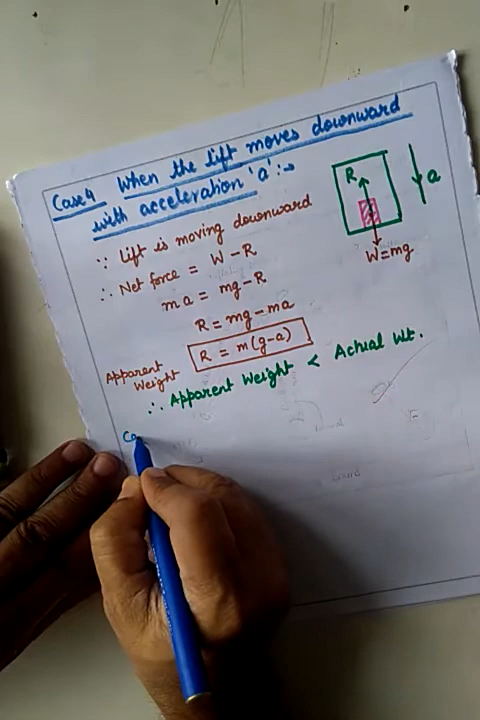 Case 4 When the lift moves downward
with acceleration 'a' :→
∵ Lift is moving downward
∴ Net force = W - R
ma = mg - R
R = mg - ma
Apparent Weight R = m(g-a)
∴ Apparent Weight < Actual Wt.
Ca
R
a
W = mg